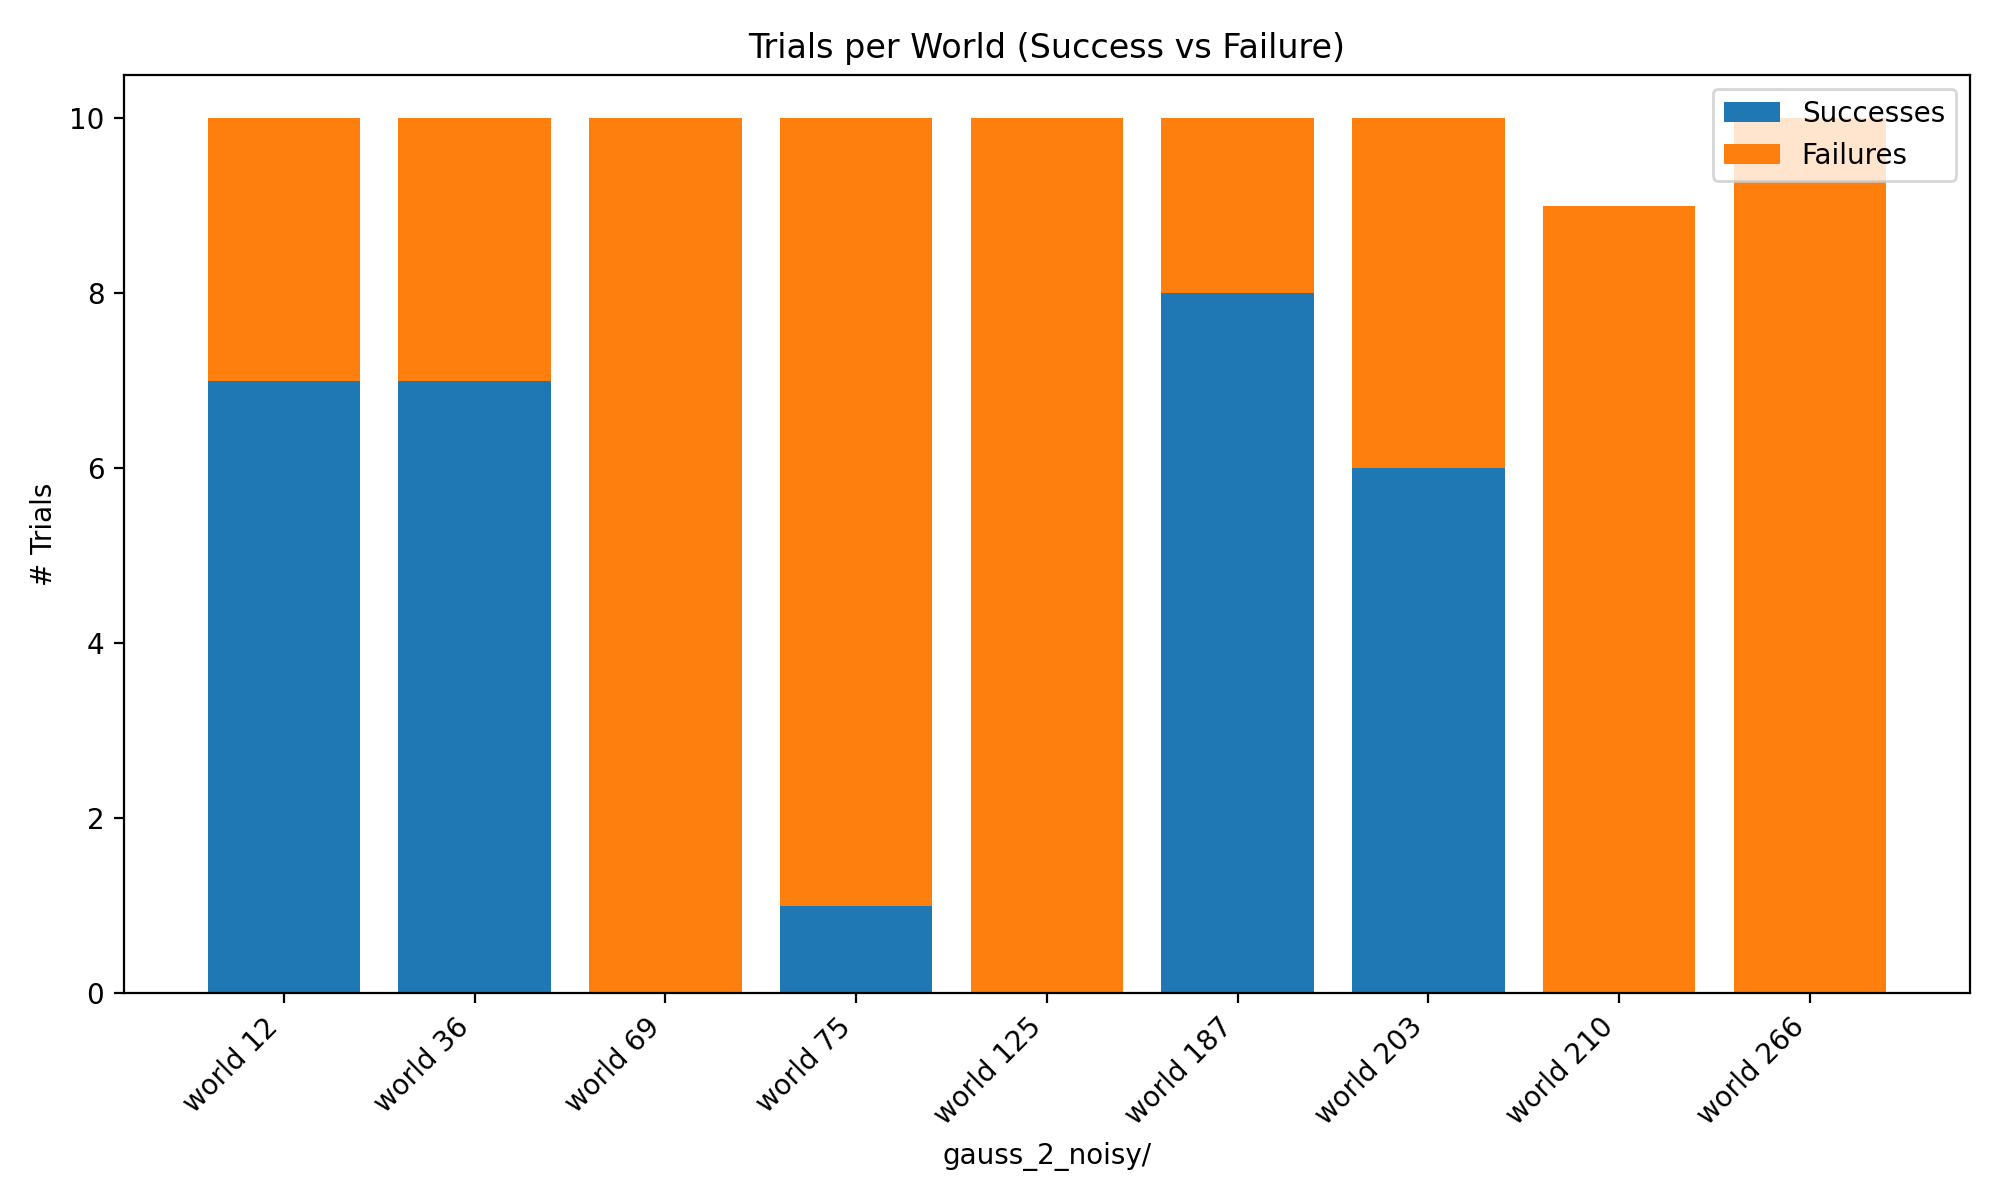 Trials per World (Success vs Failure)
Successes
Failures
# Trials
10
8
6
4
2
0
world 12
world 36
world 69
world 75
world 125
world 187
world 203
world 210
world 266
gauss_2_noisy/